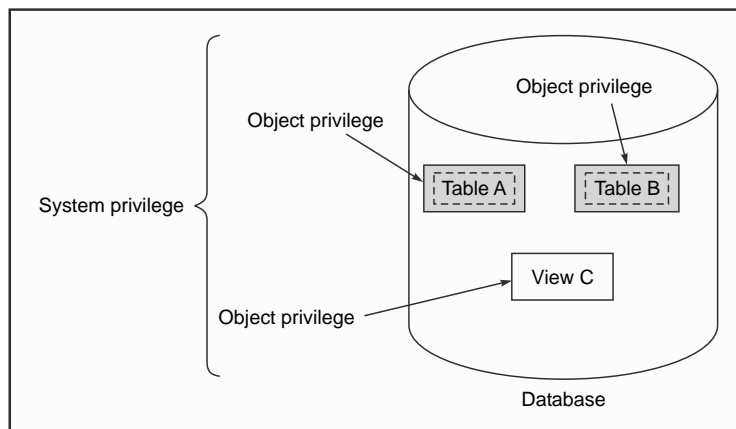 Object privilege
Object privilege
Table A
Table B
System privilege
View C
Object privilege
Database